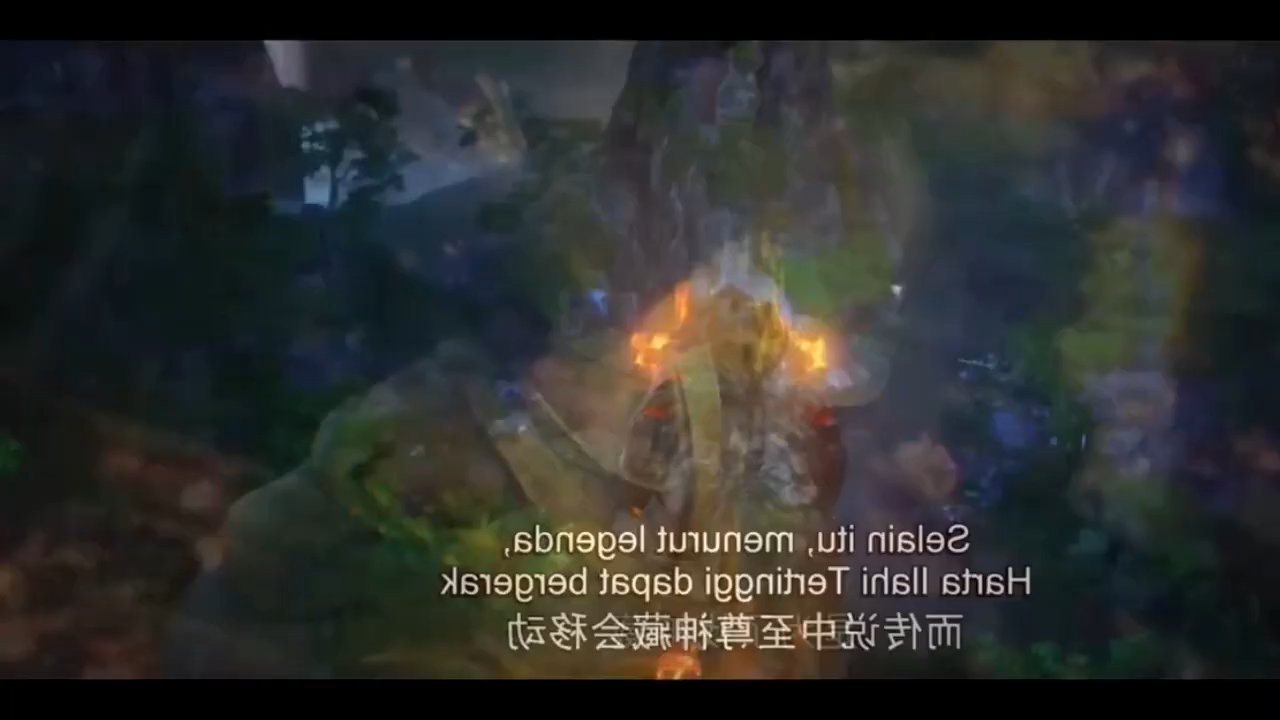 Selain itu, menurut legenda,
Harta Ilahi Tertinggi dapat bergerak
而传说中至尊神藏会移动